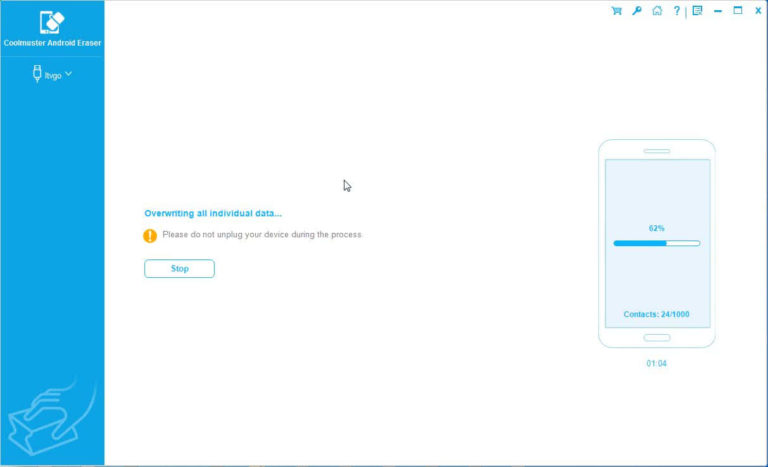 Coolmuster Android Eraser
ltvgo
Overwriting all individual data...
Please do not unplug your device during the process.
Stop
62%
Contacts: 24/1000
01:04